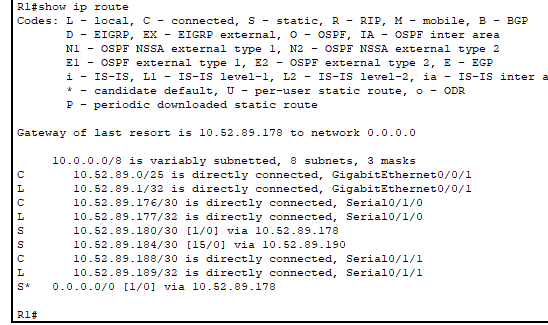 R1#show ip route
Codes: L - local, C - connected, S - static, R - RIP, M - mobile, B - BGP
D - EIGRP, EX - EIGRP external, O - OSPF, IA - OSPF inter area
N1 - OSPF NSSA external type 1, N2 - OSPF NSSA external type 2
E1 - OSPF external type 1, E2 - OSPF external type 2, E - EGP
i - IS-IS, L1 - IS-IS level-1, L2 - IS-IS level-2, ia - IS-IS inter a
* - candidate default, U - per-user static route, o - ODR
P - periodic downloaded static route
Gateway of last resort is 10.52.89.178 to network 0.0.0.0
10.0.0.0/8 is variably subnetted, 8 subnets, 3 masks
C 10.52.89.0/25 is directly connected, GigabitEthernet0/0/1
L 10.52.89.1/32 is directly connected, GigabitEthernet0/0/1
C 10.52.89.176/30 is directly connected, Serial0/1/0
L 10.52.89.177/32 is directly connected, Serial0/1/0
S 10.52.89.180/30 [1/0] via 10.52.89.178
S 10.52.89.184/30 [15/0] via 10.52.89.190
C 10.52.89.188/30 is directly connected, Serial0/1/1
L 10.52.89.189/32 is directly connected, Serial0/1/1
S* 0.0.0.0/0 [1/0] via 10.52.89.178
R1#